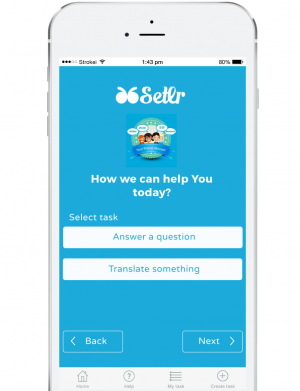 Strokei 1:43 pm 80%
Setlr
How we can help You
today?
Select task
Answer a question
Translate something
Back Next
Home Help My task Create task